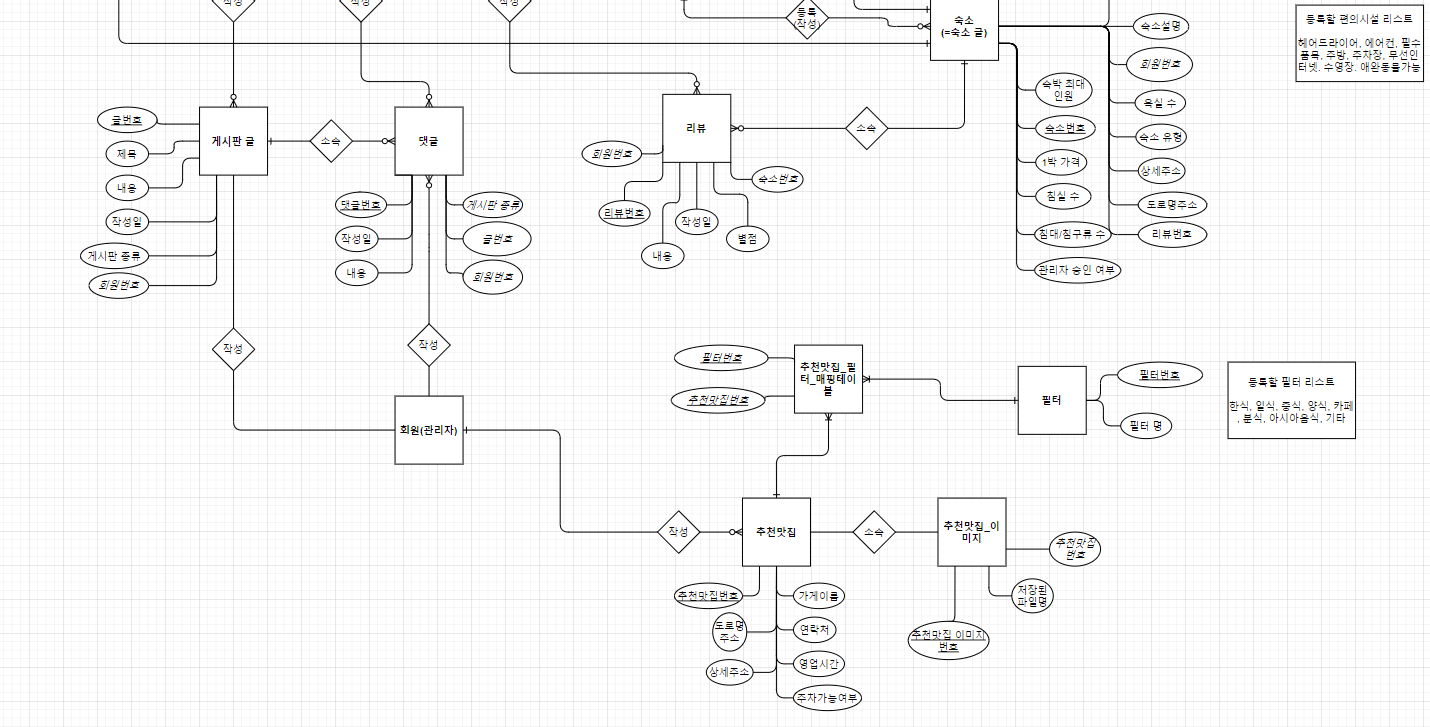 작성
작성
작성
등록
(작성)
숙소
(=숙소 글)
숙소설명
회원번호
욕실 수
숙소 유형
상세주소
도로명주소
리뷰번호
숙박 최대
인원
숙소번호
1박 가격
침실 수
침대/침구류 수
관리자 승인 여부
등록할 편의시설 리스트
헤어드라이어, 에어컨, 필수
품목, 주방, 주차장, 무선인
터넷. 수영장. 애완동물가능
글번호
제목
내용
작성일
게시판 종류
회원번호
게시판 글
소속
댓글
댓글번호
작성일
내용
게시판 종류
글번호
회원번호
리뷰
소속
회원번호
리뷰번호
내용
작성일
별점
숙소번호
작성
작성
회원(관리자)
필터번호
추천맛집번호
추천맛집_필
터_매핑테이
블
필터
필터번호
필터 명
등록할 필터 리스트
한식, 일식, 중식, 양식, 카페
, 분식, 아시아음식, 기타
작성
추천맛집
소속
추천맛집_이
미지
추천맛집
번호
저장된
파일명
추천맛집 이미지
번호
추천맛집번호
도로명
주소
상세주소
가게이름
연락처
영업시간
주차가능여부